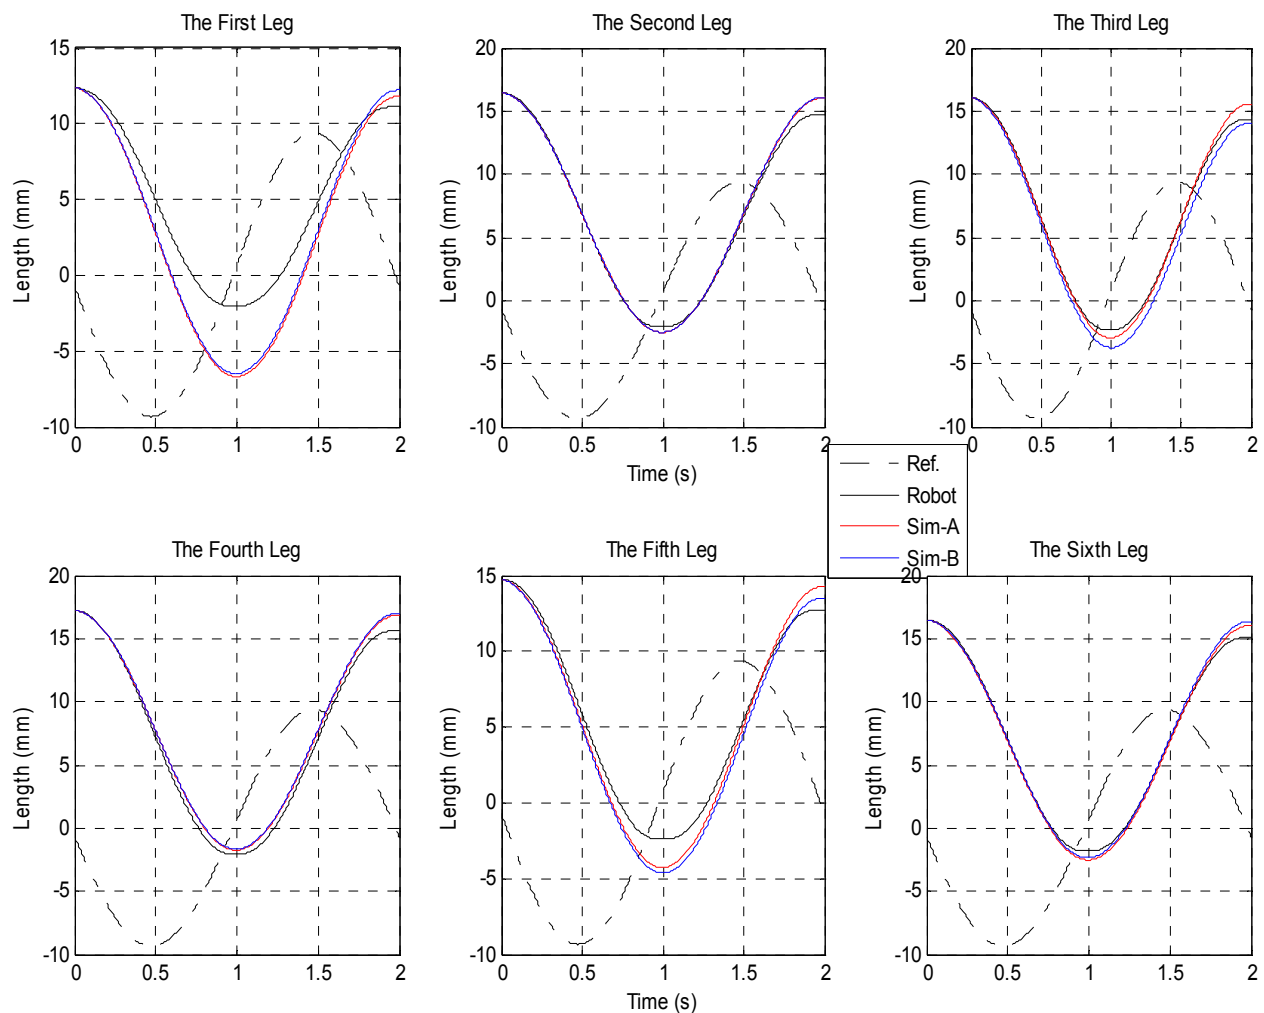 The First Leg
The Second Leg
The Third Leg
15
10
5
0
-5
-10
Length (mm)
0 0.5 1 1.5 2
20
15
10
5
0
-5
-10
Length (mm)
0 0.5 1 1.5 2
Time (s)
20
15
10
5
0
-5
-10
Length (mm)
0 0.5 1 1.5 2
Ref.
Robot
Sim-A
Sim-B
The Fourth Leg
The Fifth Leg
The Sixth Leg
20
15
10
5
0
-5
-10
Length (mm)
0 0.5 1 1.5 2
15
10
5
0
-5
-10
Length (mm)
0 0.5 1 1.5 2
Time (s)
20
15
10
5
0
-5
-10
Length (mm)
0 0.5 1 1.5 2